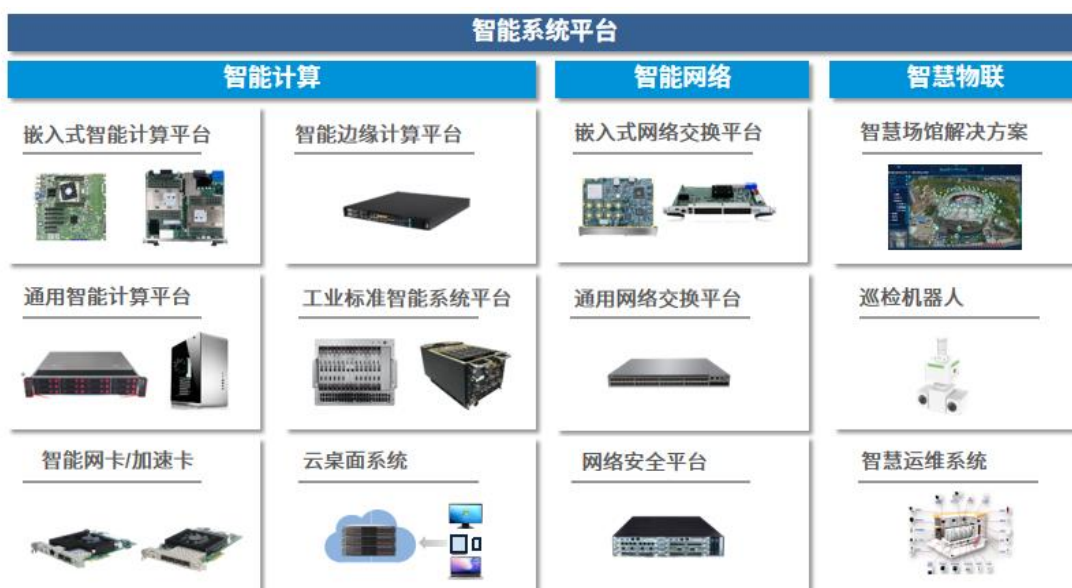 智能系统平台
智能计算
智能网络
智慧物联
嵌入式智能计算平台
智能边缘计算平台
嵌入式网络交换平台
智慧场馆解决方案
通用智能计算平台
工业标准智能系统平台
通用网络交换平台
巡检机器人
智能网卡/加速卡
云桌面系统
网络安全平台
智慧运维系统